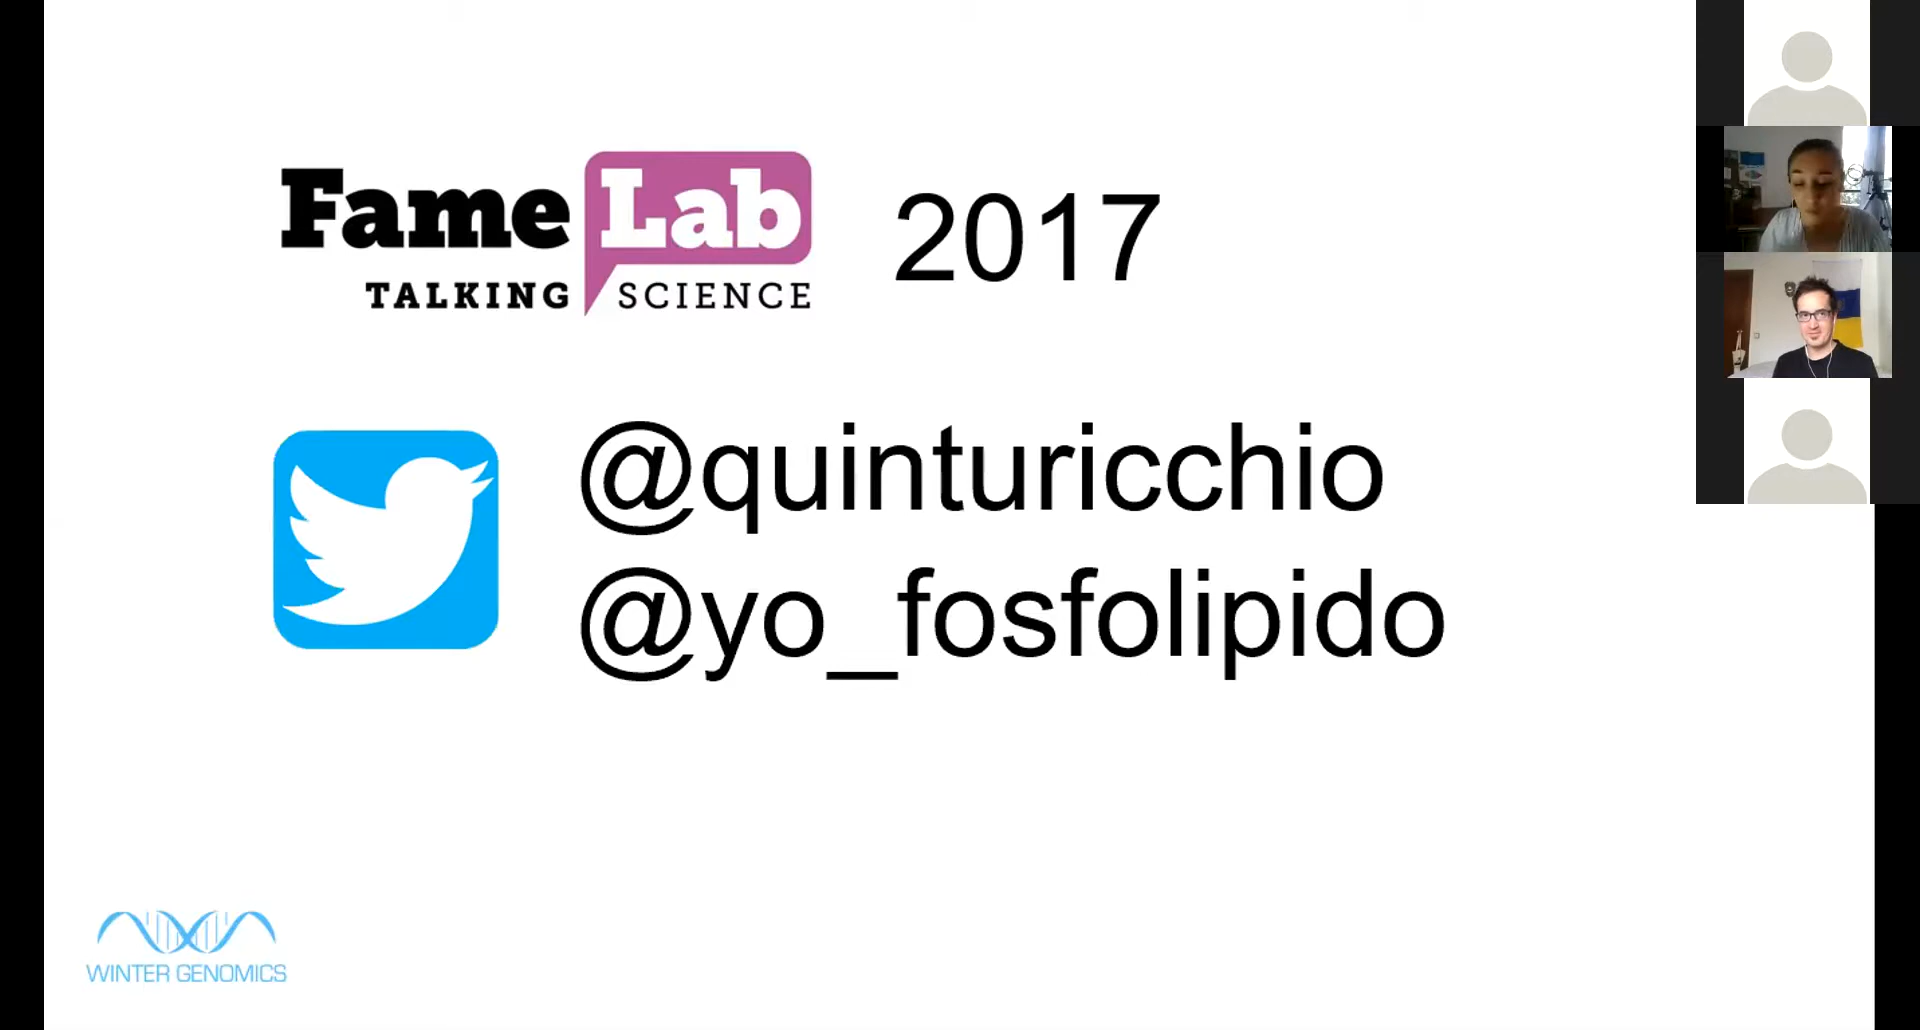 Fame Lab 2017
TALKING SCIENCE
@quinturicchio
@yo_fosfolipido
WINTER GENOMICS